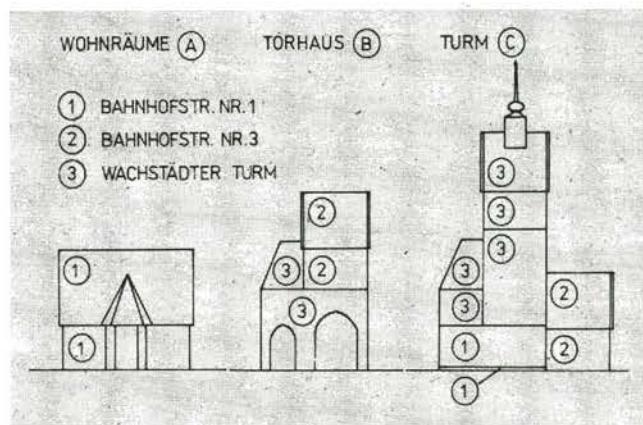 WOHNRÄUME A
TORHAUS B
TURM C
1 BAHNHOFSTR. NR.1
2 BAHNHOFSTR. NR.3
3 WACHSTÄDTER TURM
1
1
2
3
2
3
3
3
3
3
3
2
1
2
1